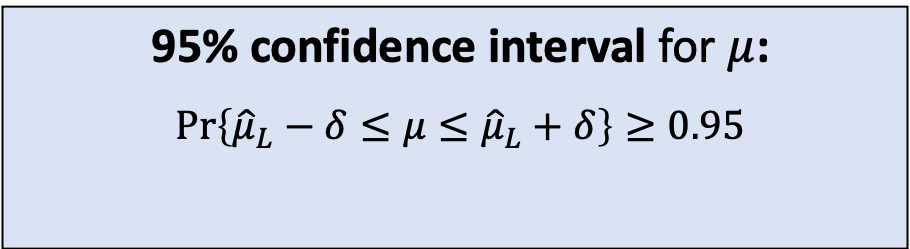 95% confidence interval for μ:
Pr{μ̂_L − δ ≤ μ ≤ μ̂_L + δ} ≥ 0.95